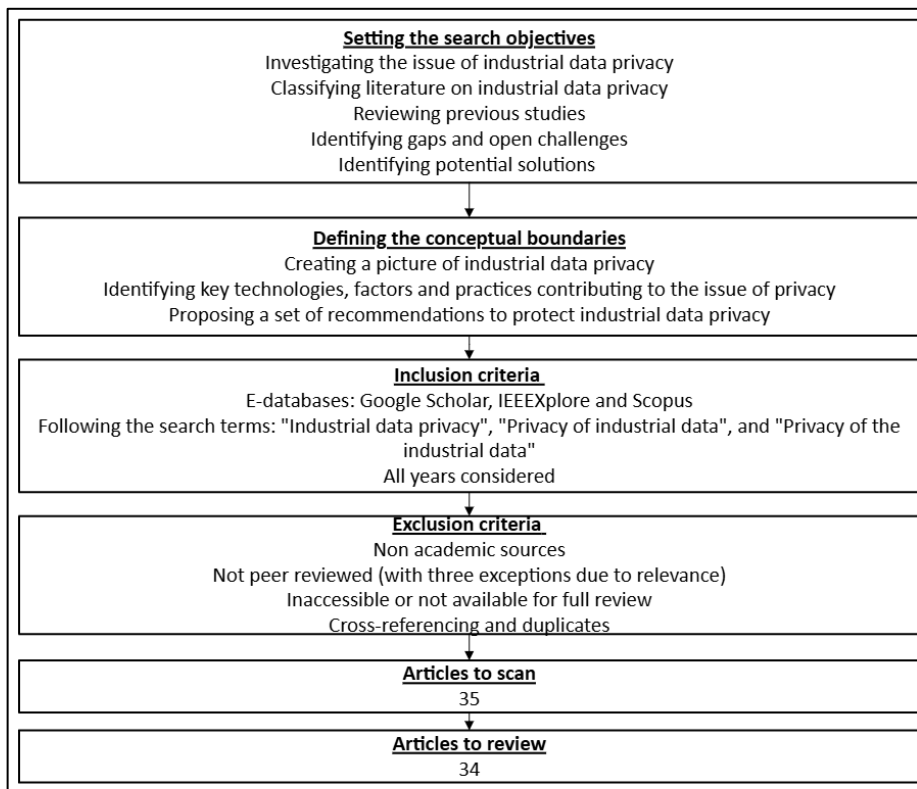 Setting the search objectives
Investigating the issue of industrial data privacy
Classifying literature on industrial data privacy
Reviewing previous studies
Identifying gaps and open challenges
Identifying potential solutions
Defining the conceptual boundaries
Creating a picture of industrial data privacy
Identifying key technologies, factors and practices contributing to the issue of privacy
Proposing a set of recommendations to protect industrial data privacy
Inclusion criteria
E-databases: Google Scholar, IEEEXplore and Scopus
Following the search terms: "Industrial data privacy", "Privacy of industrial data", and "Privacy of the
industrial data"
All years considered
Exclusion criteria
Non academic sources
Not peer reviewed (with three exceptions due to relevance)
Inaccessible or not available for full review
Cross-referencing and duplicates
Articles to scan
35
Articles to review
34